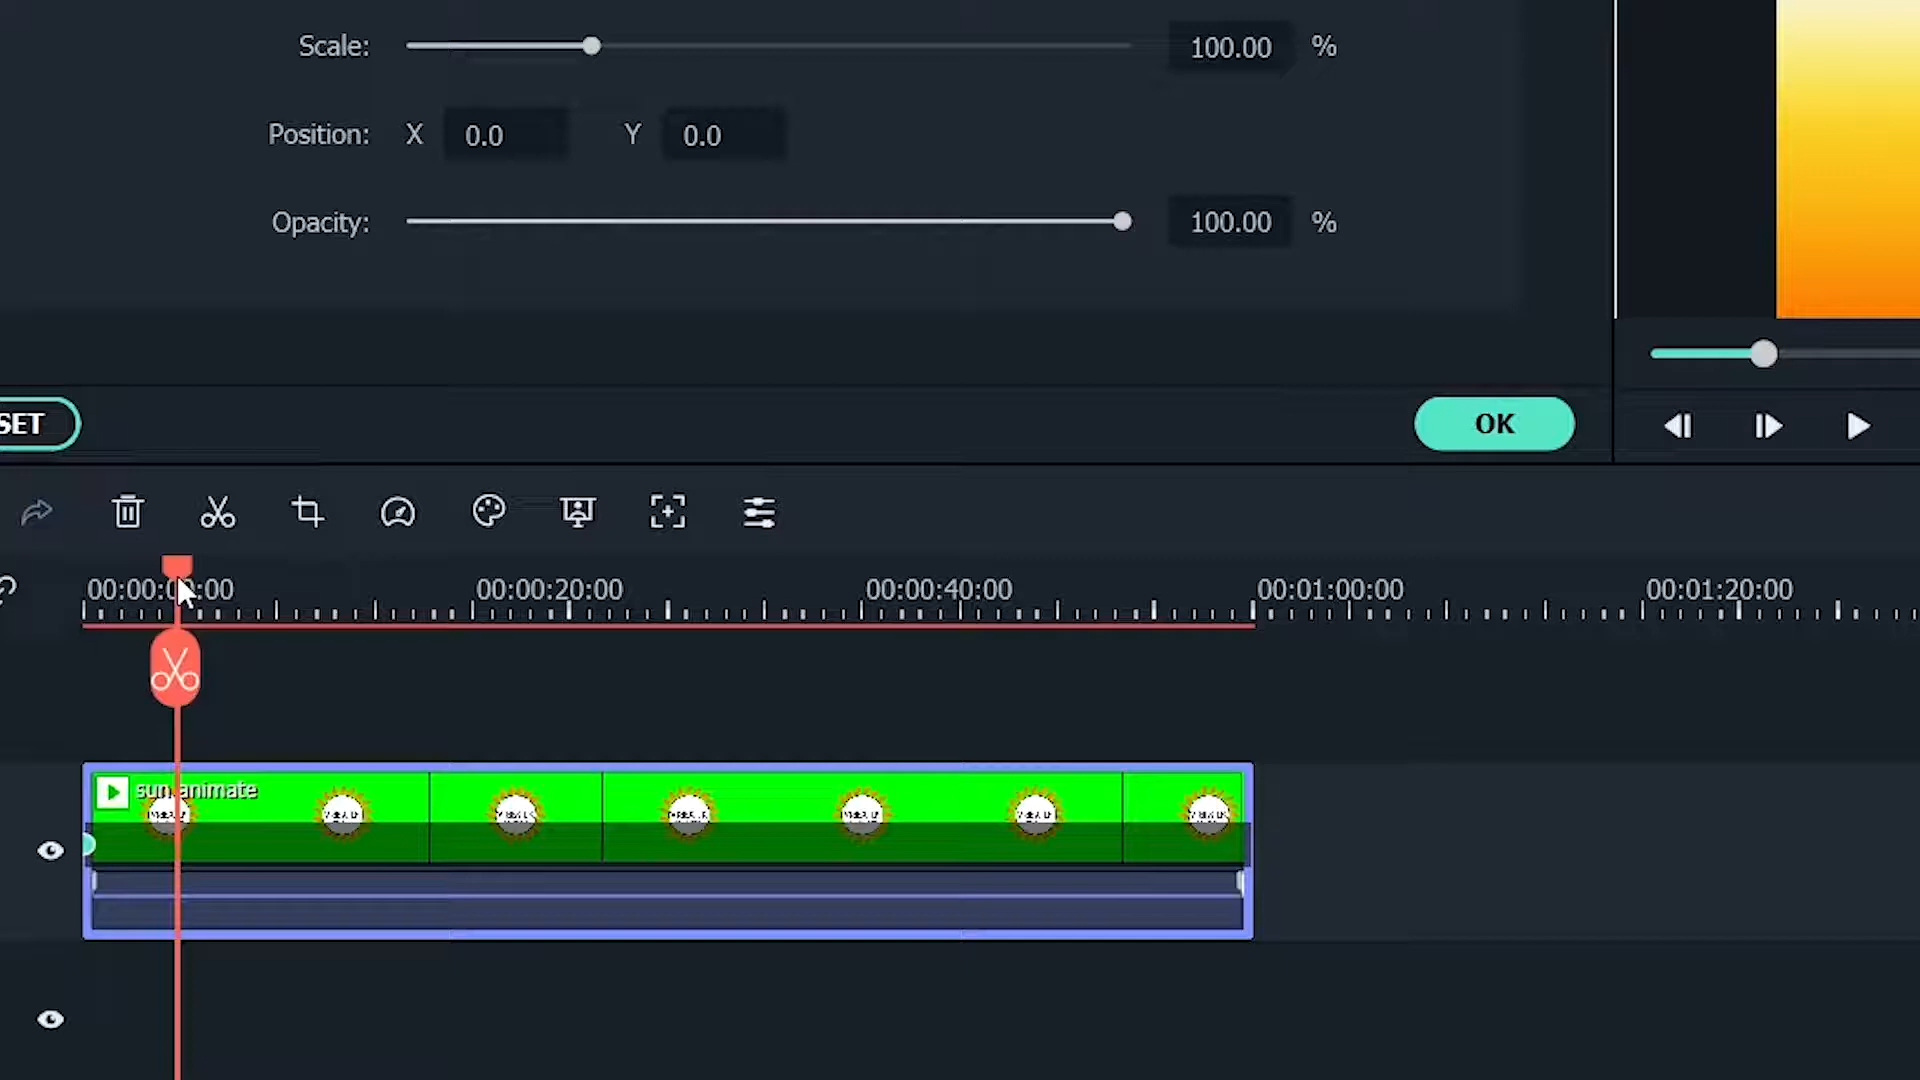 Scale: 100.00 %
Position: X 0.0 Y 0.0
Opacity: 100.00 %
SET OK
00:00:00:00 00:00:20:00 00:00:40:00 00:01:00:00 00:01:20:00
sun animate